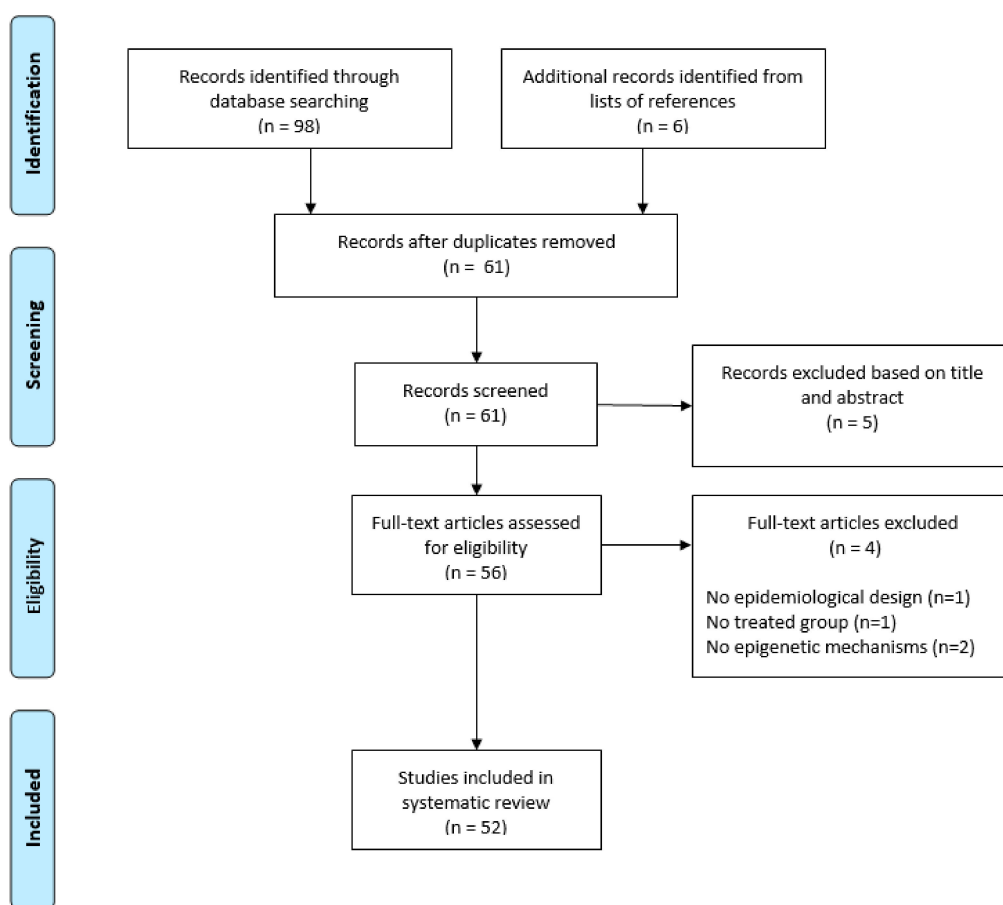 Identification
Records identified through
database searching
(n = 98)
Additional records identified from
lists of references
(n = 6)
Records after duplicates removed
(n = 61)
Screening
Records screened
(n = 61)
Records excluded based on title
and abstract
(n = 5)
Eligibility
Full-text articles assessed
for eligibility
(n = 56)
Full-text articles excluded
(n = 4)
No epidemiological design (n=1)
No treated group (n=1)
No epigenetic mechanisms (n=2)
Included
Studies included in
systematic review
(n = 52)